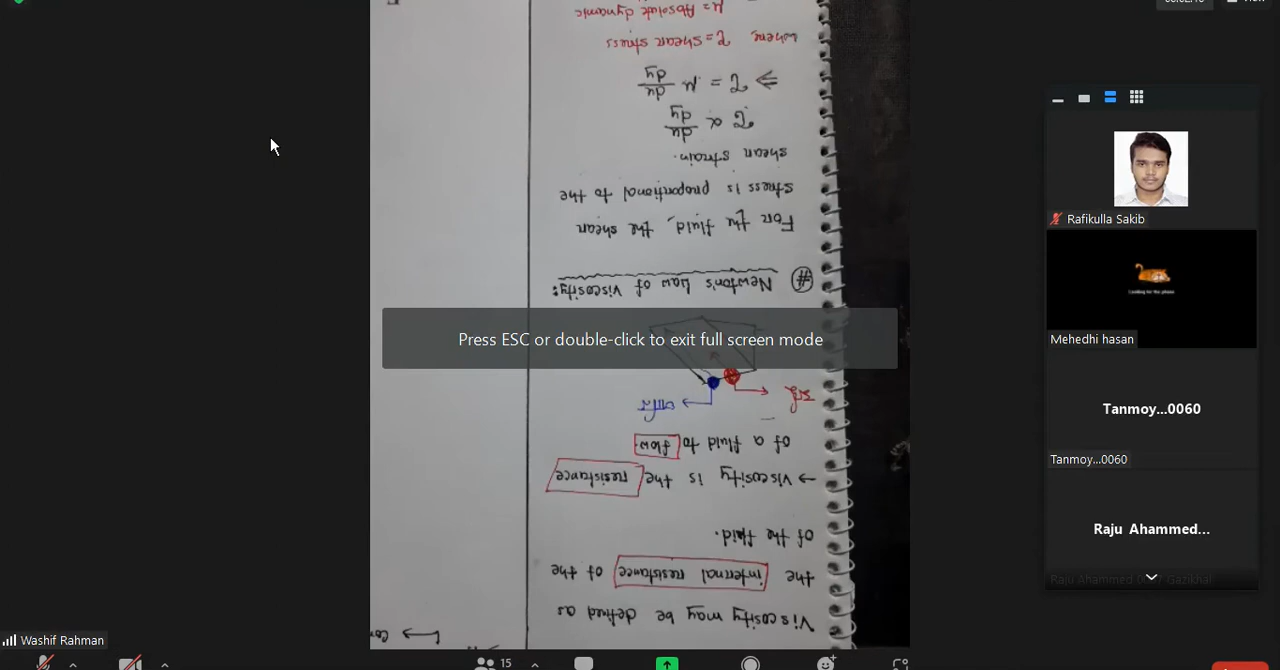 Viscosity may be defined as
the internal resistance of the
of the fluid.
→ Viscosity is the resistance
of a fluid to flow.
মধু
পানি
# Newton's Law of viscosity:
For the fluid, the shear
stress is proportional to the
shear strain.
τ ∝ du/dy
⇒ τ = μ du/dy
where, τ = shear stress
μ = Absolute dynamic
Press ESC or double-click to exit full screen mode
Rafikulla Sakib
Mehedhi hasan
Tanmoy...0060
Tanmoy...0060
Raju Ahammed...
Washif Rahman
15